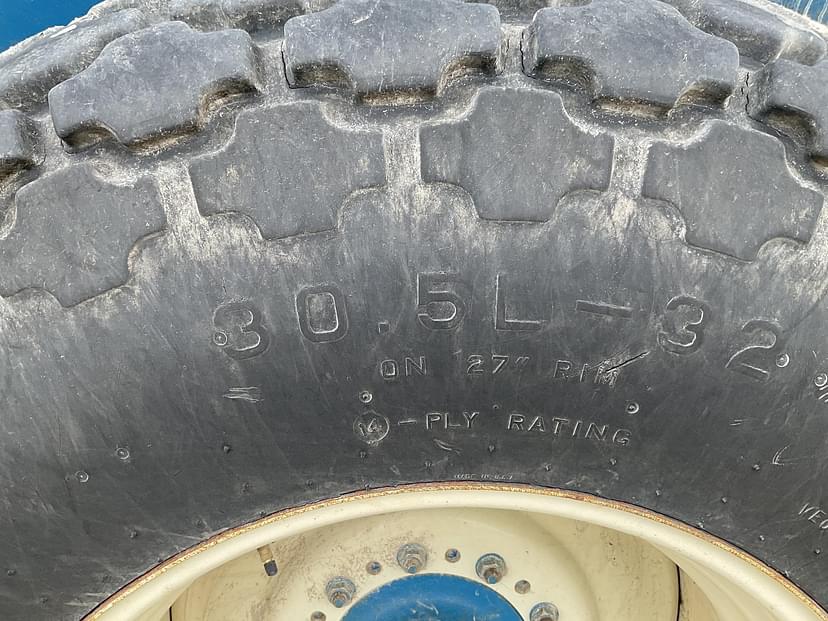 30.5L-32
ON 27" RIM
14-PLY RATING